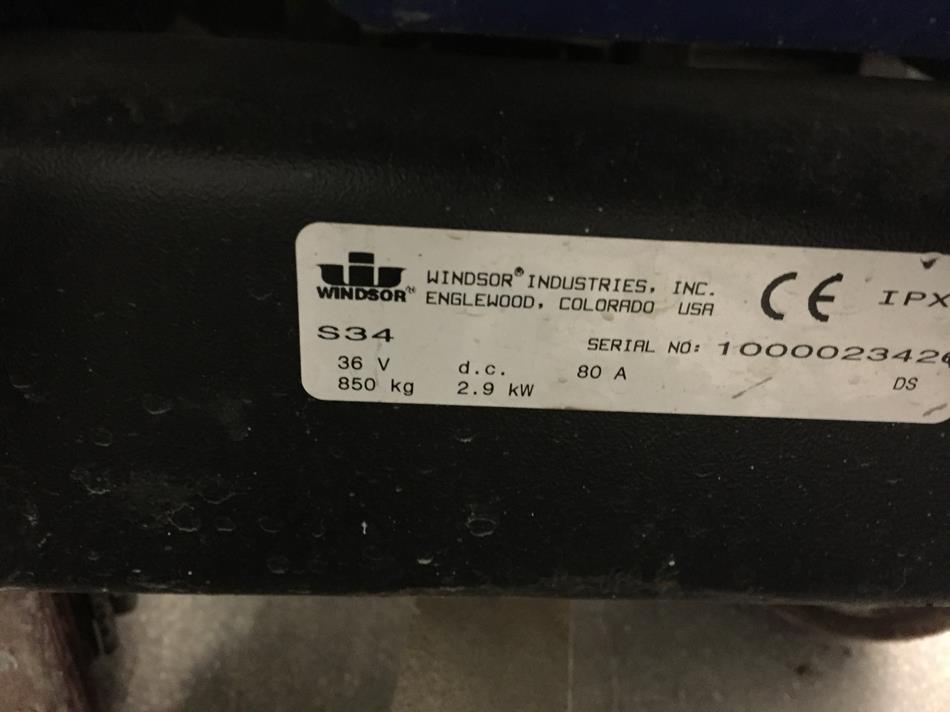 WINDSOR®
WINDSOR® INDUSTRIES, INC.
ENGLEWOOD, COLORADO USA
CE IPX
S34
SERIAL NO:
36 V d.c. 80 A
DS
850 kg 2.9 kW